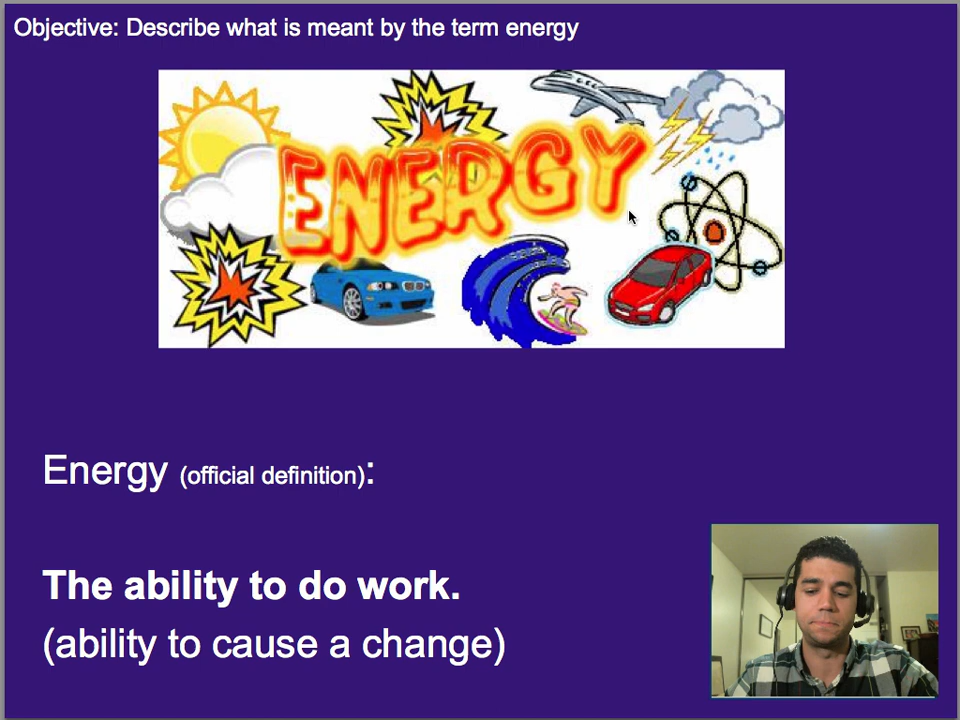 Objective: Describe what is meant by the term energy
ENERGY
Energy (official definition):
The ability to do work.
(ability to cause a change)